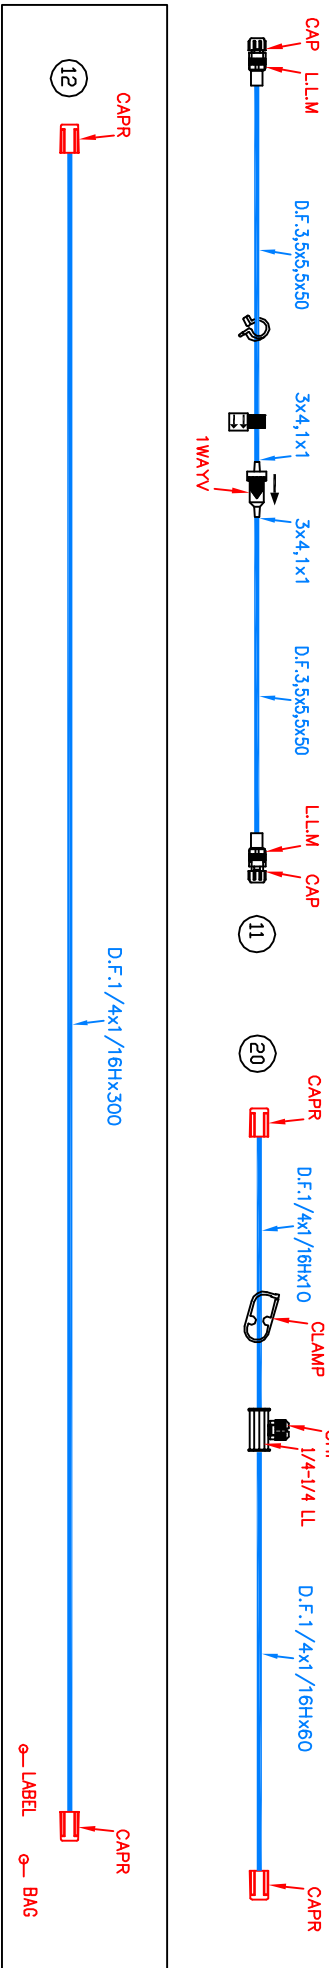 CAP
L.L.M
D.F.3,5x5,5x50
3x4,1x1
1WAYV
3x4,1x1
D.F.3,5x5,5x50
L.L.M
CAP
11
20
CAPR
D.F.1/4x1/16Hx10
CLAMP
1/4-1/4 LL
D.F.1/4x1/16Hx60
CAPR
12
CAPR
D.F.1/4x1/16Hx300
CAPR
LABEL
BAG